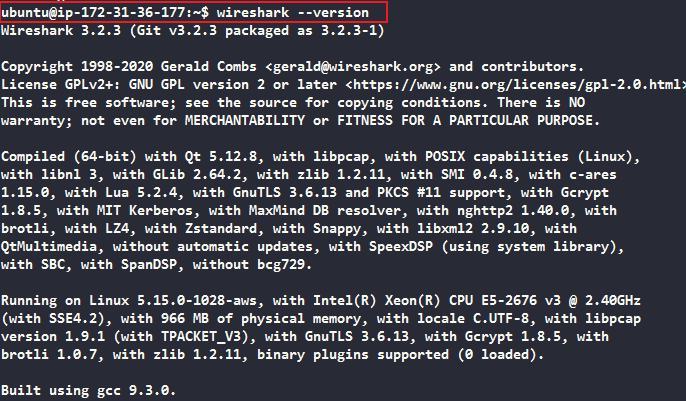 ubuntu@ip-172-31-36-177:~$ wireshark --version
Wireshark 3.2.3 (Git v3.2.3 packaged as 3.2.3-1)
Copyright 1998-2020 Gerald Combs <gerald@wireshark.org> and contributors.
License GPLv2+: GNU GPL version 2 or later <https://www.gnu.org/licenses/gpl-2.0.html>
This is free software; see the source for copying conditions. There is NO
warranty; not even for MERCHANTABILITY or FITNESS FOR A PARTICULAR PURPOSE.
Compiled (64-bit) with Qt 5.12.8, with libpcap, with POSIX capabilities (Linux),
with libnl 3, with GLib 2.64.2, with zlib 1.2.11, with SMI 0.4.8, with c-ares
1.15.0, with Lua 5.2.4, with GnuTLS 3.6.13 and PKCS #11 support, with Gcrypt
1.8.5, with MIT Kerberos, with MaxMind DB resolver, with nghttp2 1.40.0, with
brotli, with LZ4, with Zstandard, with Snappy, with libxml2 2.9.10, with
QtMultimedia, without automatic updates, with SpeexDSP (using system library),
with SBC, with SpanDSP, without bcg729.
Running on Linux 5.15.0-1028-aws, with Intel(R) Xeon(R) CPU E5-2676 v3 @ 2.40GHz
(with SSE4.2), with 966 MB of physical memory, with locale C.UTF-8, with libpcap
version 1.9.1 (with TPACKET_V3), with GnuTLS 3.6.13, with Gcrypt 1.8.5, with
brotli 1.0.7, with zlib 1.2.11, binary plugins supported (0 loaded).
Built using gcc 9.3.0.